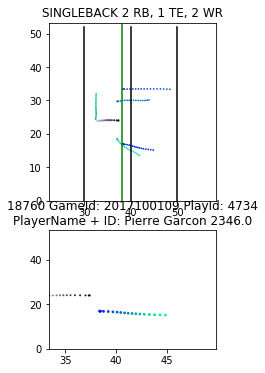 SINGLEBACK 2 RB, 1 TE, 2 WR
50
40
30
20
10
0
30 40 50
18760 GameId: 2017100109 PlayId: 4734
PlayerName + ID: Pierre Garcon 2346.0
40
20
0
35 40 45